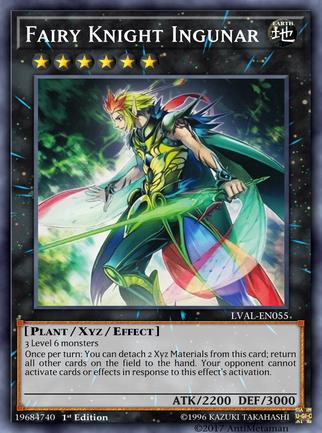 FAIRY KNIGHT INGUNAR
EARTH
地
LVAL-EN055
[PLANT / XYZ / EFFECT]
3 Level 6 monsters
Once per turn: You can detach 2 Xyz Materials from this card; return
all other cards on the field to the hand. Your opponent cannot
activate cards or effects in response to this effect's activation.
ATK/2200 DEF/3000
19684740 1st Edition ©1996 KAZUKI TAKAHASHI
©2017 AntiMetaman